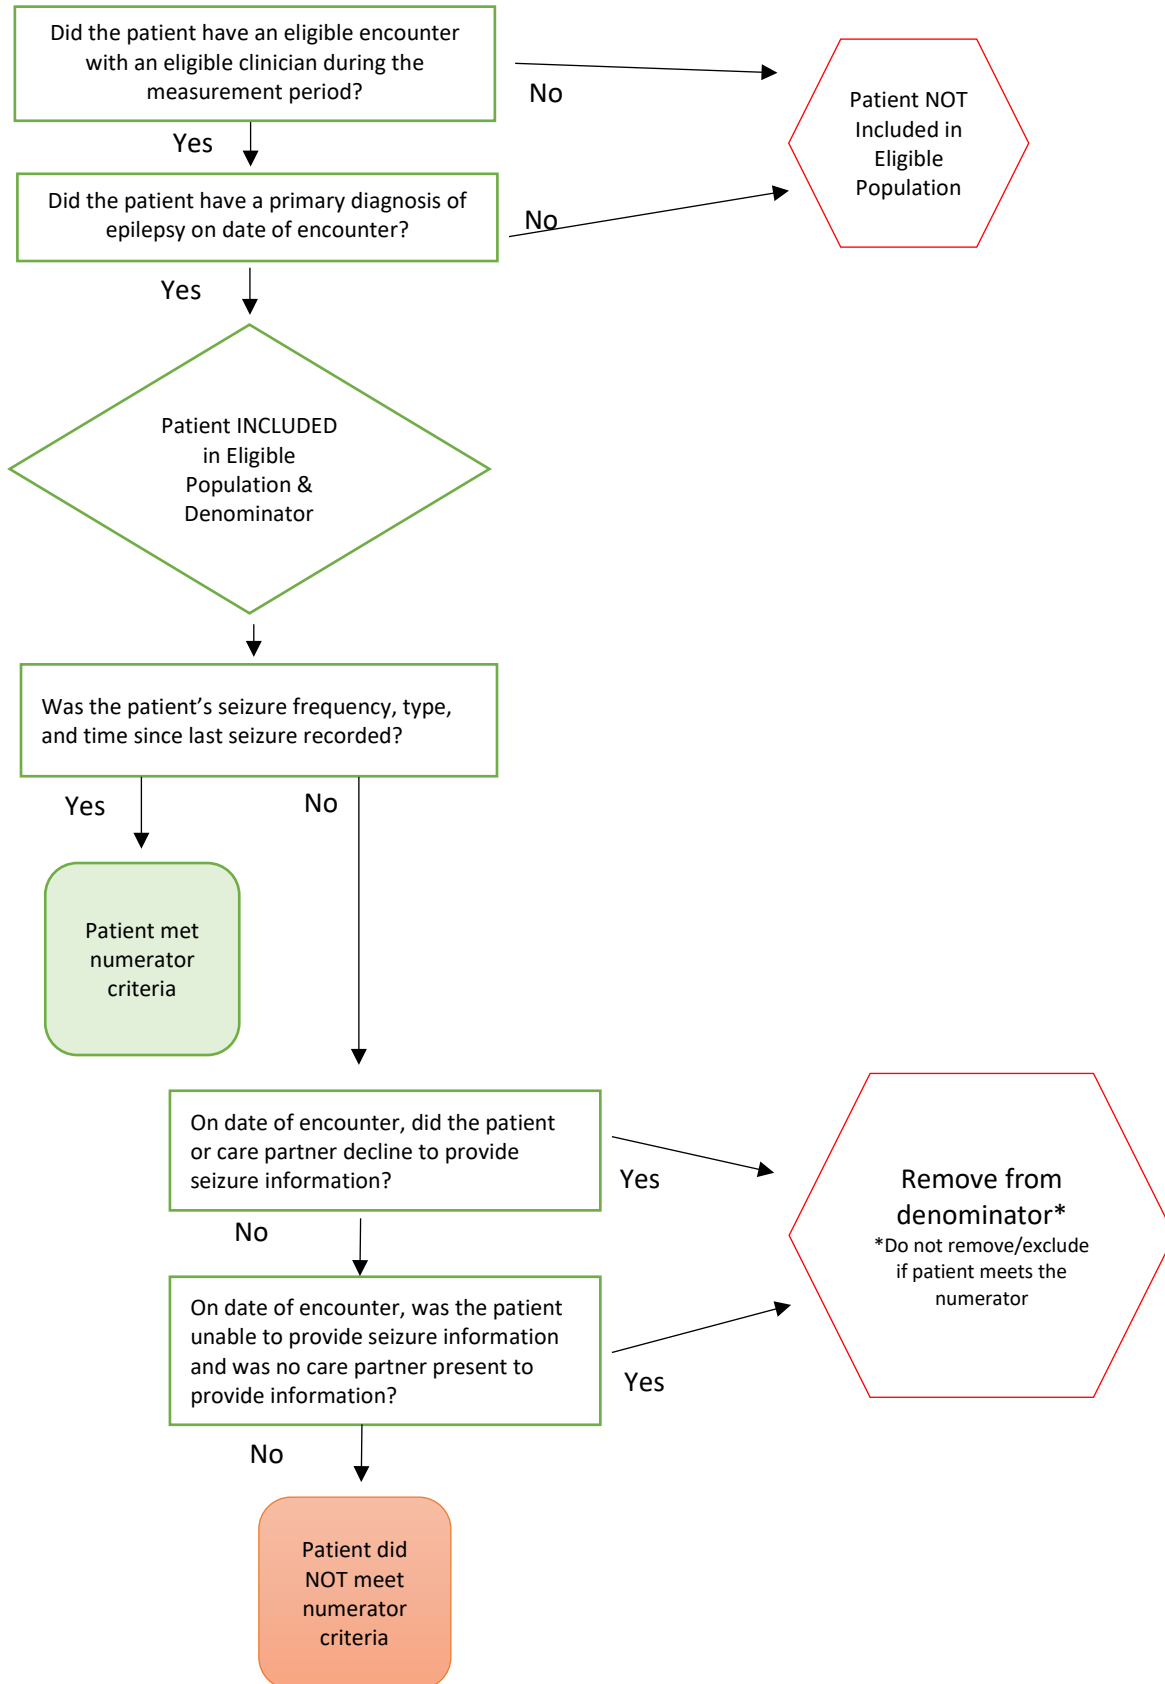 Did the patient have an eligible encounter
with an eligible clinician during the
measurement period?
No
Patient NOT
Included in
Eligible
Population
Yes
Did the patient have a primary diagnosis of
epilepsy on date of encounter?
No
Yes
Patient INCLUDED
in Eligible
Population &
Denominator
Was the patient’s seizure frequency, type,
and time since last seizure recorded?
Yes
No
Patient met
numerator
criteria
On date of encounter, did the patient
or care partner decline to provide
seizure information?
Yes
Remove from
denominator*
*Do not remove/exclude
if patient meets the
numerator
No
On date of encounter, was the patient
unable to provide seizure information
and was no care partner present to
provide information?
Yes
No
Patient did
NOT meet
numerator
criteria